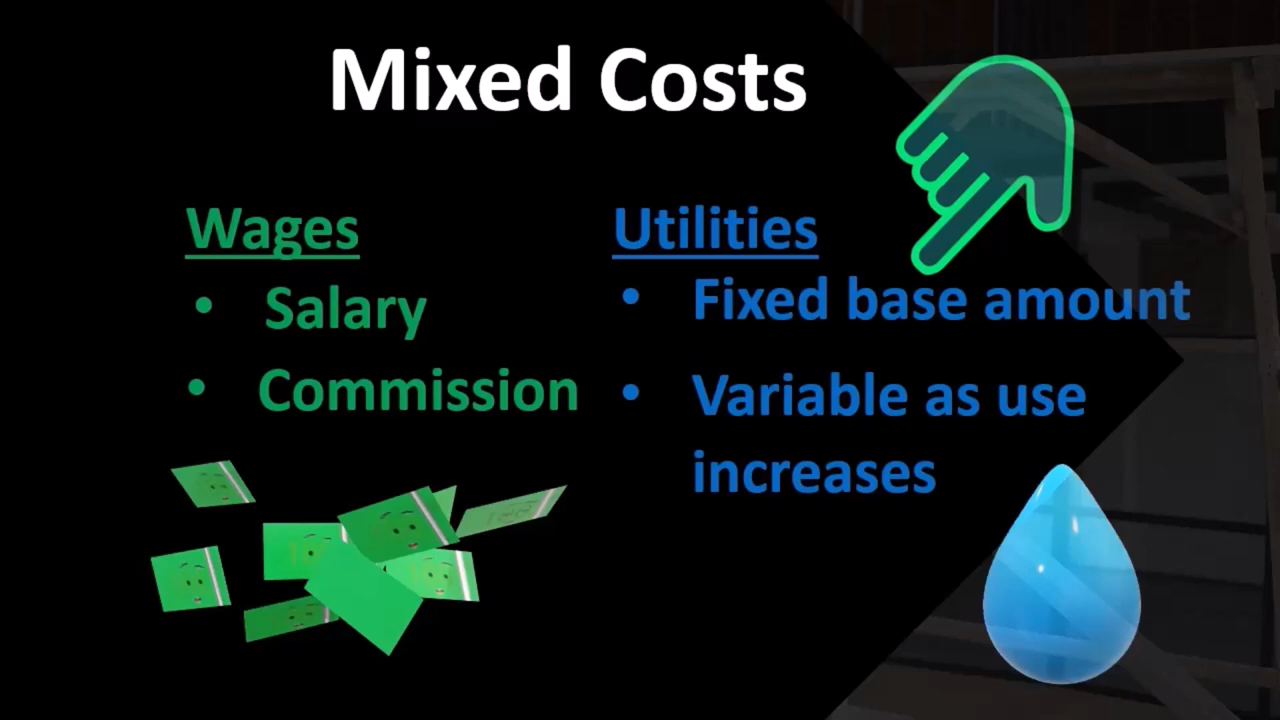 Mixed Costs
Wages
• Salary
• Commission
Utilities
• Fixed base amount
• Variable as use
increases